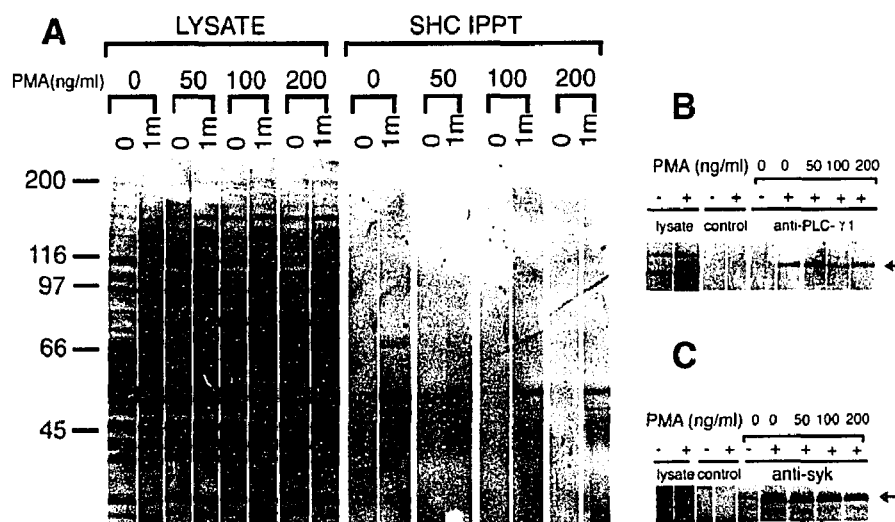 A
LYSATE SHC IPPT
PMA(ng/ml) 0 50 100 200 0 50 100 200
0 1m 0 1m 0 1m 0 1m 0 1m 0 1m 0 1m 0 1m
200
116
97
66
45
B
PMA (ng/ml) 0 0 50 100 200
- + - + - + + + +
lysate control anti-PLC-γ1
C
PMA (ng/ml) 0 0 50 100 200
- + - + - + + + +
lysate control anti-syk